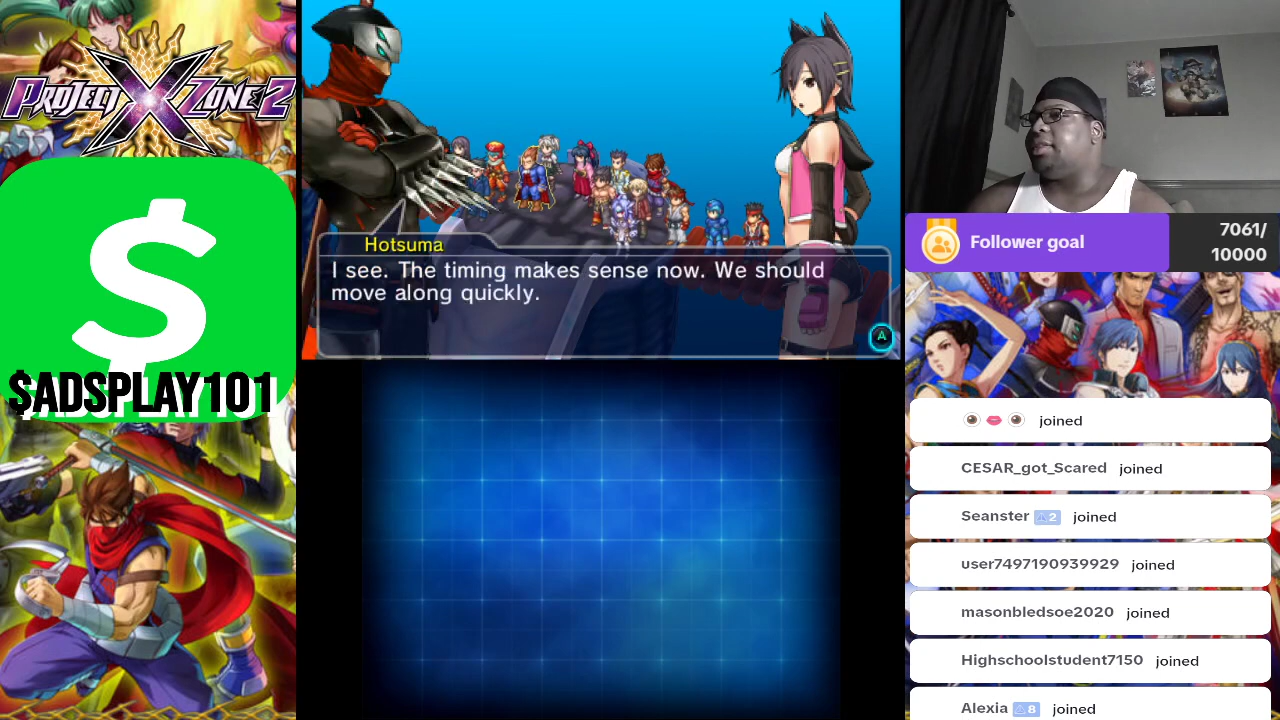 PROJECT X ZONE 2
$
$ADSPLAY101
Hotsuma
I see. The timing makes sense now. We should
move along quickly.
A
Follower goal
7061/
10000
joined
CESAR_got_Scared joined
Seanster 2 joined
user7497190939929 joined
masonbledsoe2020 joined
Highschoolstudent7150 joined
Alexia 8 joined